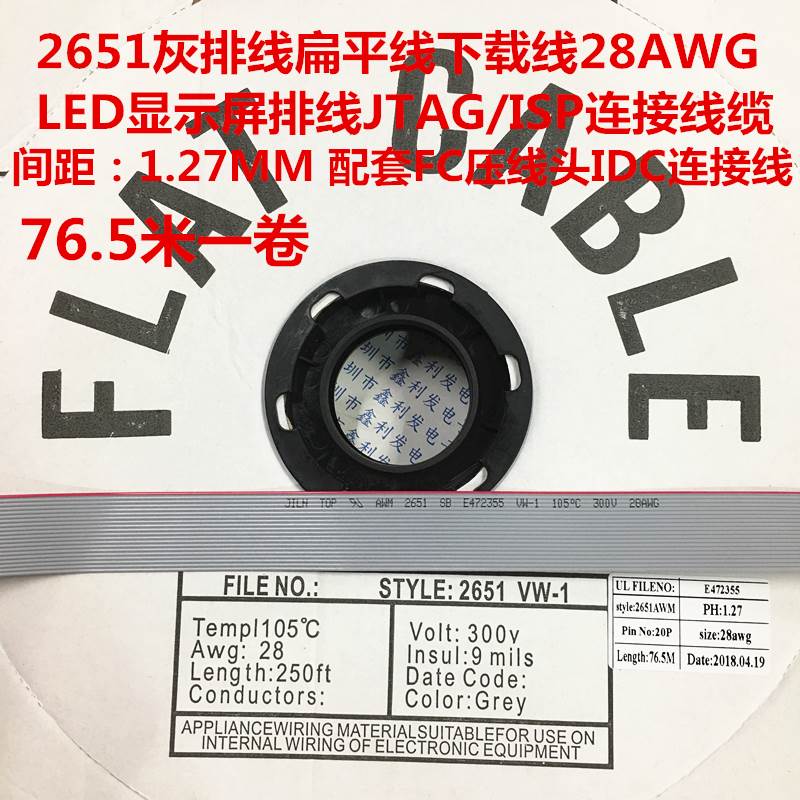 2651灰排线扁平线下载线28AWG
LED显示屏排线JTAG/ISP连接线缆
间距：1.27MM 配套FC压线头IDC连接线
76.5米一卷
FLAT CABLE
圳市鑫利发电
圳市鑫利发电
圳市鑫利发电
JILN TOP AWM 2651 SB E472355 VW-1 105℃ 300V 28AWG
FILE NO.: STYLE: 2651 VW-1
Templ105℃
Awg: 28
Length:250ft
Conductors:
Volt: 300v
Insul:9 mils
Date Code:
Color:Grey
APPLIANCEWIRING MATERIALSUITABLEFOR USE ON
INTERNAL WIRING OF ELECTRONIC EQUIPMENT
UL FILENO: E472355
style:2651AWM PH:1.27
Pin No:20P size:28awg
Length:76.5M Date:2018.04.19